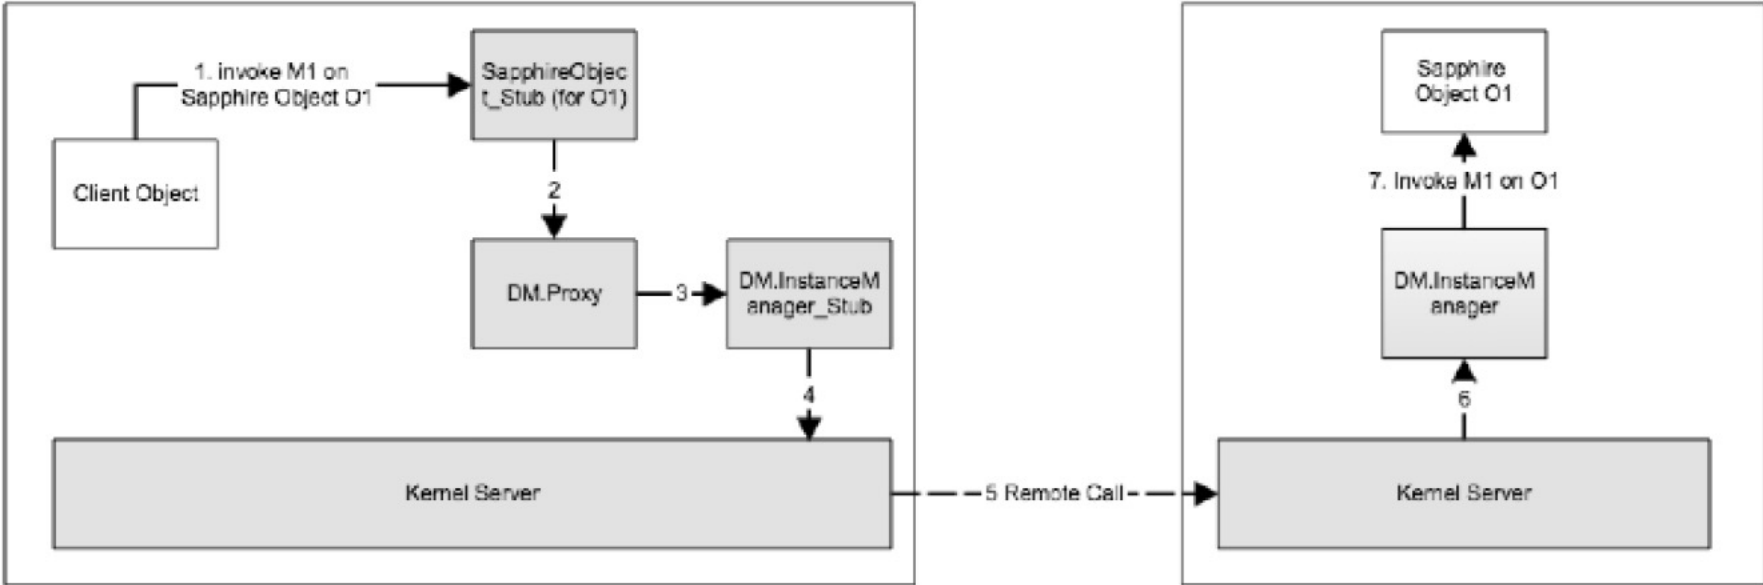 1. invoke M1 on
Sapphire Object O1
SapphireObjec
t_Stub (for O1)
Client Object
2
DM.Proxy
3
DM.InstanceM
anager_Stub
4
Kernel Server
5 Remote Call
Sapphire
Object O1
7. Invoke M1 on O1
DM.InstanceM
anager
6
Kernel Server